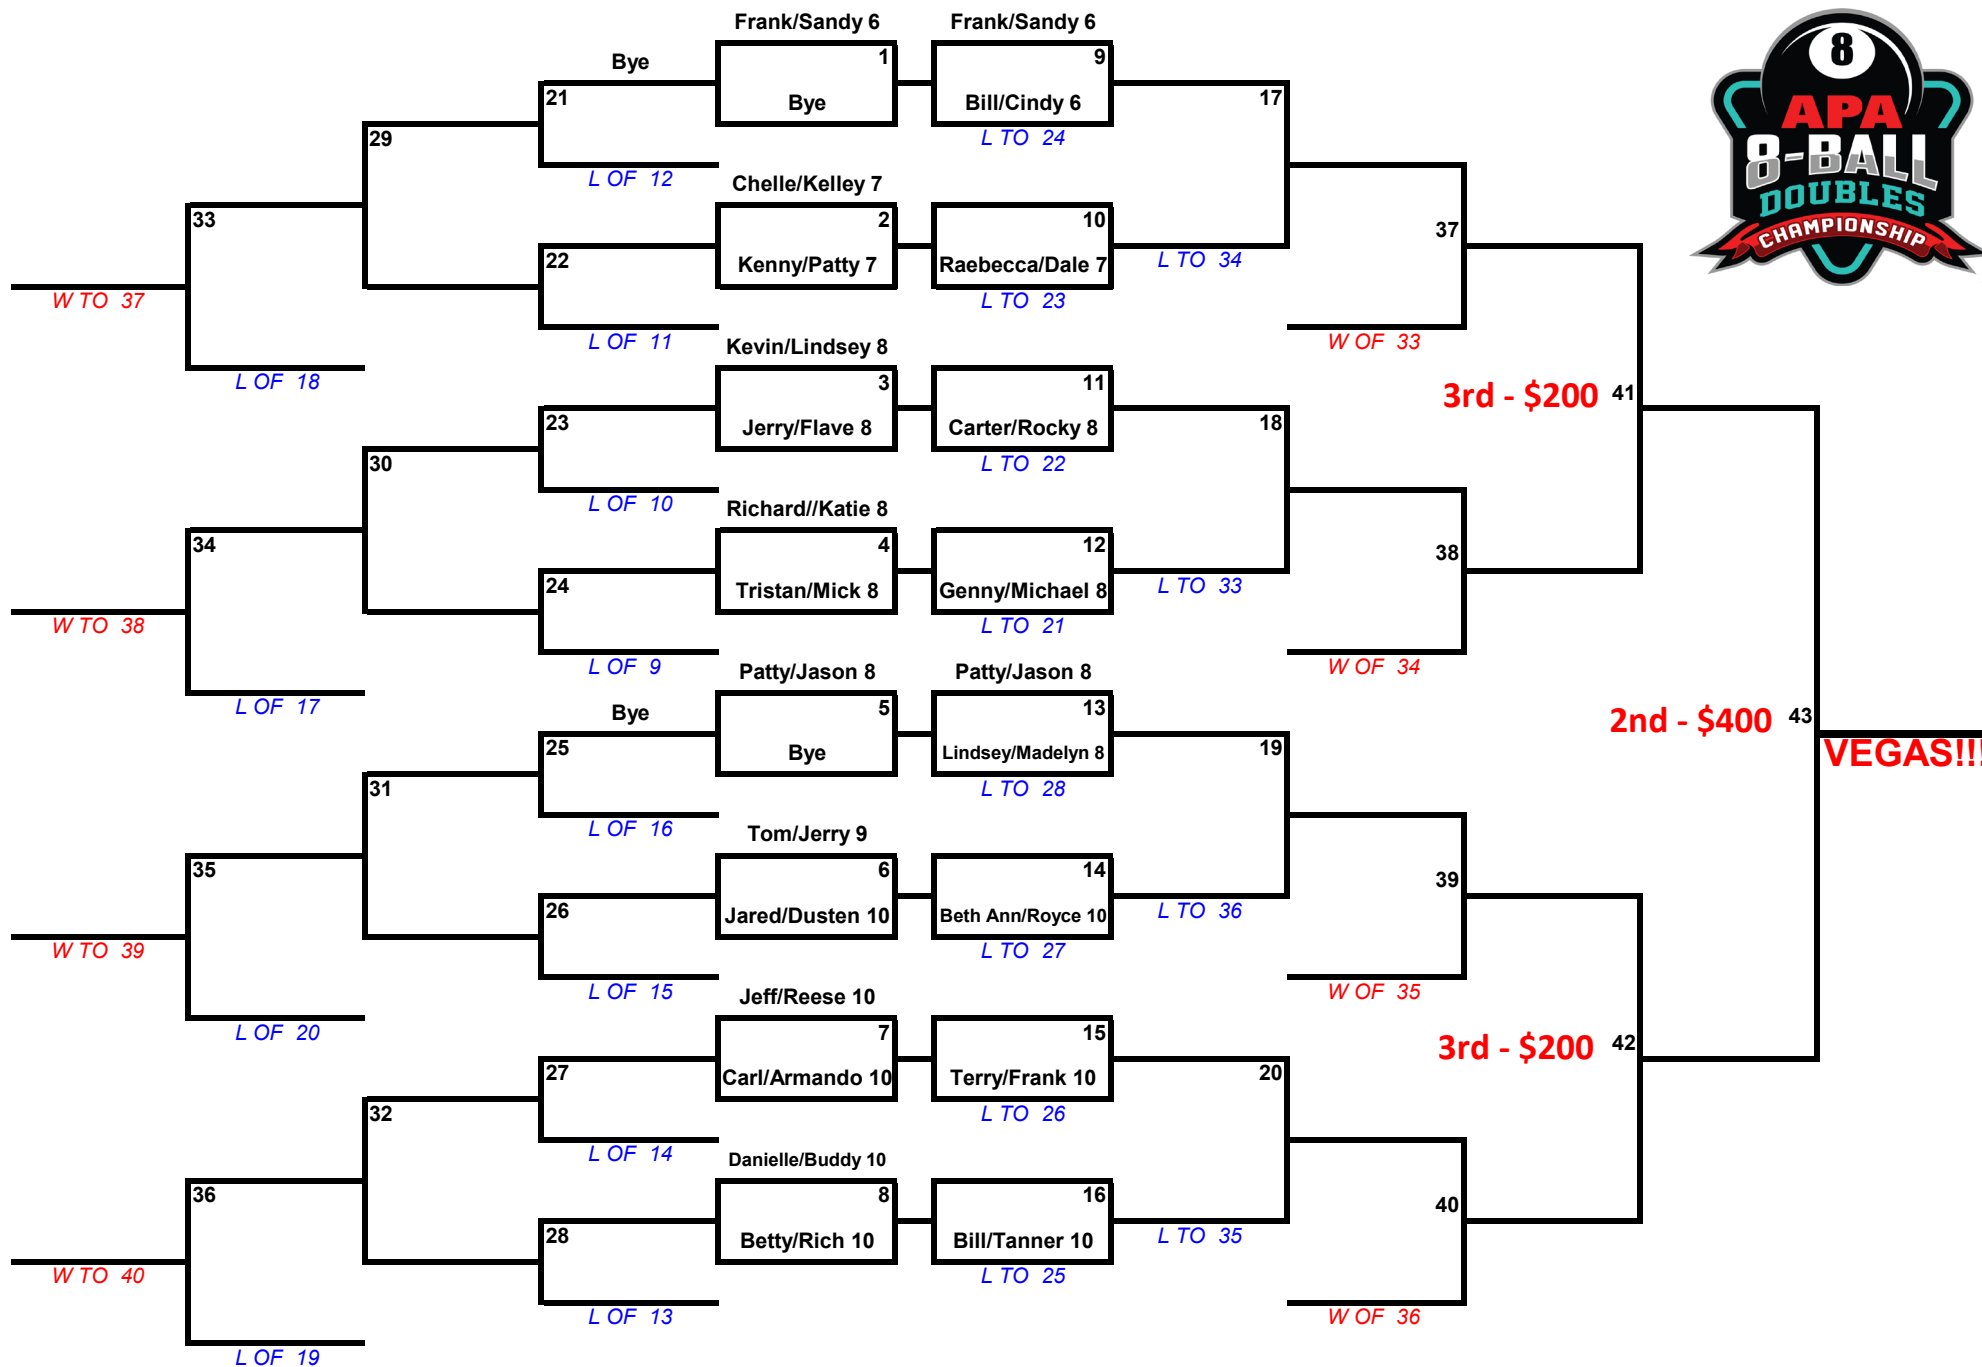 Frank/Sandy 6 Frank/Sandy 6
8
Bye 1 9
21 Bye Bill/Cindy 6 17
APA
29 L TO 24
8-BALL
L OF 12 Chelle/Kelley 7
DOUBLES
33 2 10 37
CHAMPIONSHIP
22 Kenny/Patty 7 Raebecca/Dale 7 L TO 34
W TO 37 L TO 23
L OF 11 Kevin/Lindsey 8 W OF 33
L OF 18 3 11
3rd - $200 41
23 Jerry/Flave 8 Carter/Rocky 8 18
30 L TO 22
L OF 10 Richard//Katie 8
34 4 12 38
24 Tristan/Mick 8 Genny/Michael 8 L TO 33
W TO 38 L TO 21
L OF 9 Patty/Jason 8 Patty/Jason 8 W OF 34
L OF 17 Bye 5 13
2nd - $400 43
25 Bye Lindsey/Madelyn 8 19
VEGAS!!!
31 L TO 28
L OF 16 Tom/Jerry 9
35 6 14 39
26 Jared/Dusten 10 Beth Ann/Royce 10 L TO 36
W TO 39 L TO 27
L OF 15 Jeff/Reese 10 W OF 35
L OF 20 7 15
3rd - $200 42
27 Carl/Armando 10 Terry/Frank 10 20
32 L TO 26
L OF 14 Danielle/Buddy 10
36 8 16 40
28 Betty/Rich 10 Bill/Tanner 10 L TO 35
W TO 40 L TO 25
L OF 13 W OF 36
L OF 19